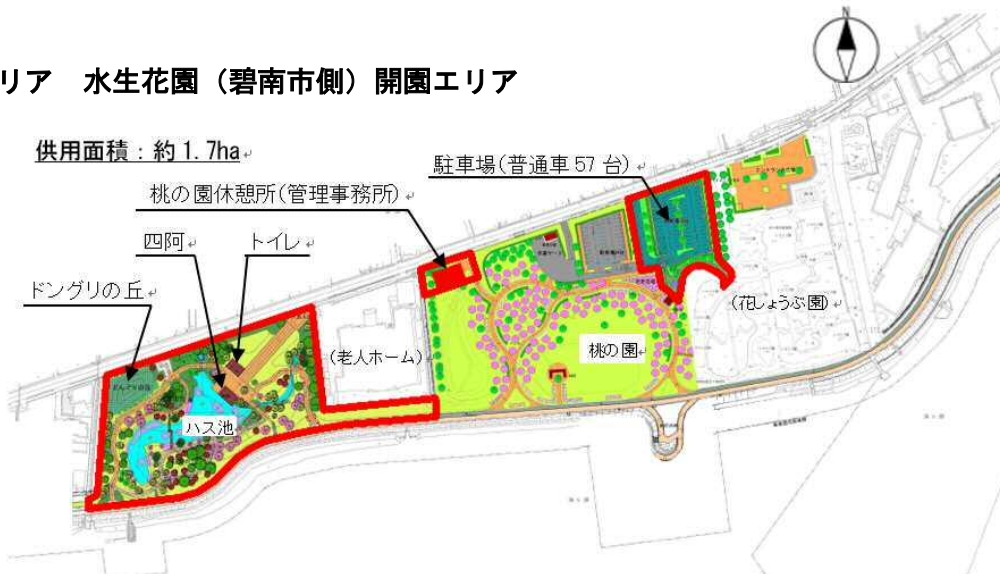 N
リア　水生花園（碧南市側）開園エリア
供用面積：約 1.7ha
駐車場(普通車 57 台)
桃の園休憩所(管理事務所)
四阿
トイレ
ドングリの丘
(花しょうぶ園)
(老人ホーム)
桃の園
ハス池